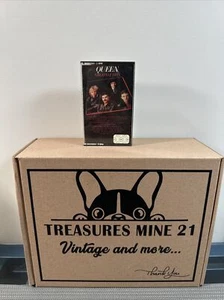 QUEEN
TREASURES MINE 21
Vintage and more...
Thank You